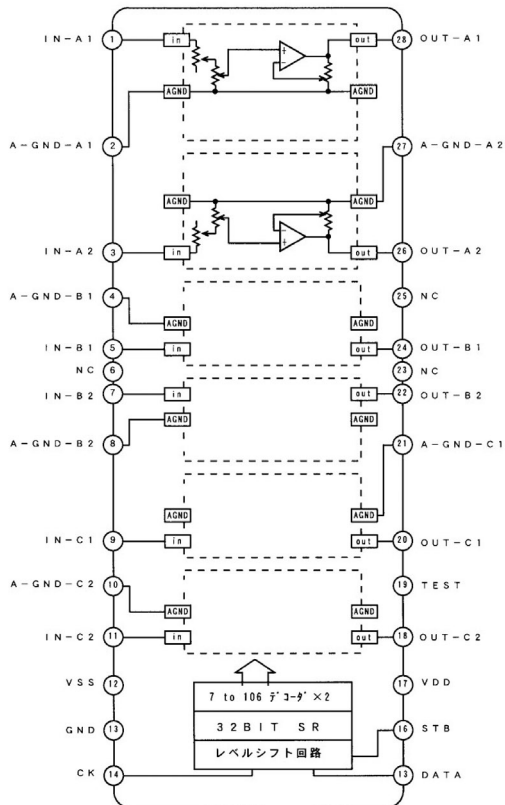 IN-A1 1 in out 28 OUT-A1
AGND AGND
A-GND-A1 2 27 A-GND-A2
AGND AGND
IN-A2 3 in out 26 OUT-A2
A-GND-B1 4 25 NC
AGND AGND
IN-B1 5 in out 24 OUT-B1
NC 6 23 NC
IN-B2 7 in out 22 OUT-B2
AGND AGND
A-GND-B2 8 21 A-GND-C1
AGND AGND
IN-C1 9 in out 20 OUT-C1
A-GND-C2 10 19 TEST
AGND AGND
IN-C2 11 in out 18 OUT-C2
VSS 12 17 VDD
7 to 106 デコーダ×2
32BIT SR
GND 13 16 STB
レベルシフト回路
CK 14 13 DATA